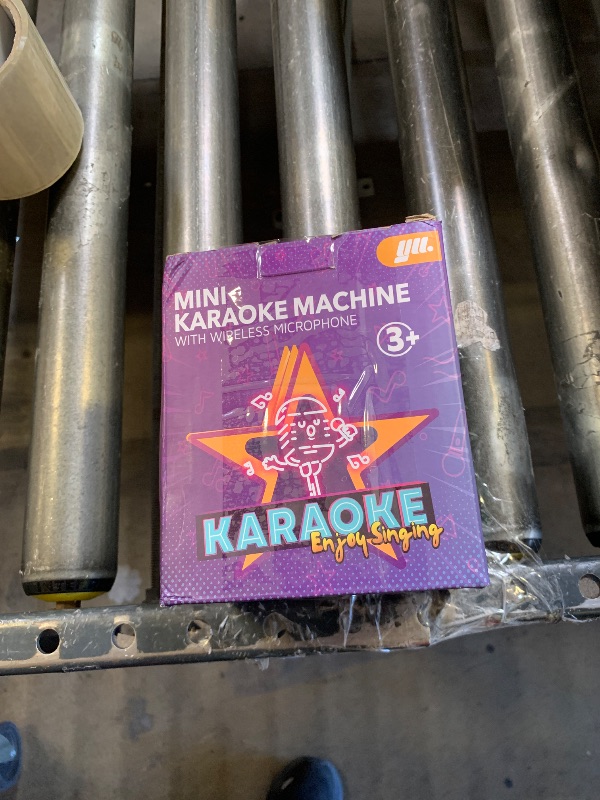 yu.
MINI
KARAOKE MACHINE
WITH WIRELESS MICROPHONE
3+
KARAOKE
Enjoy Singing